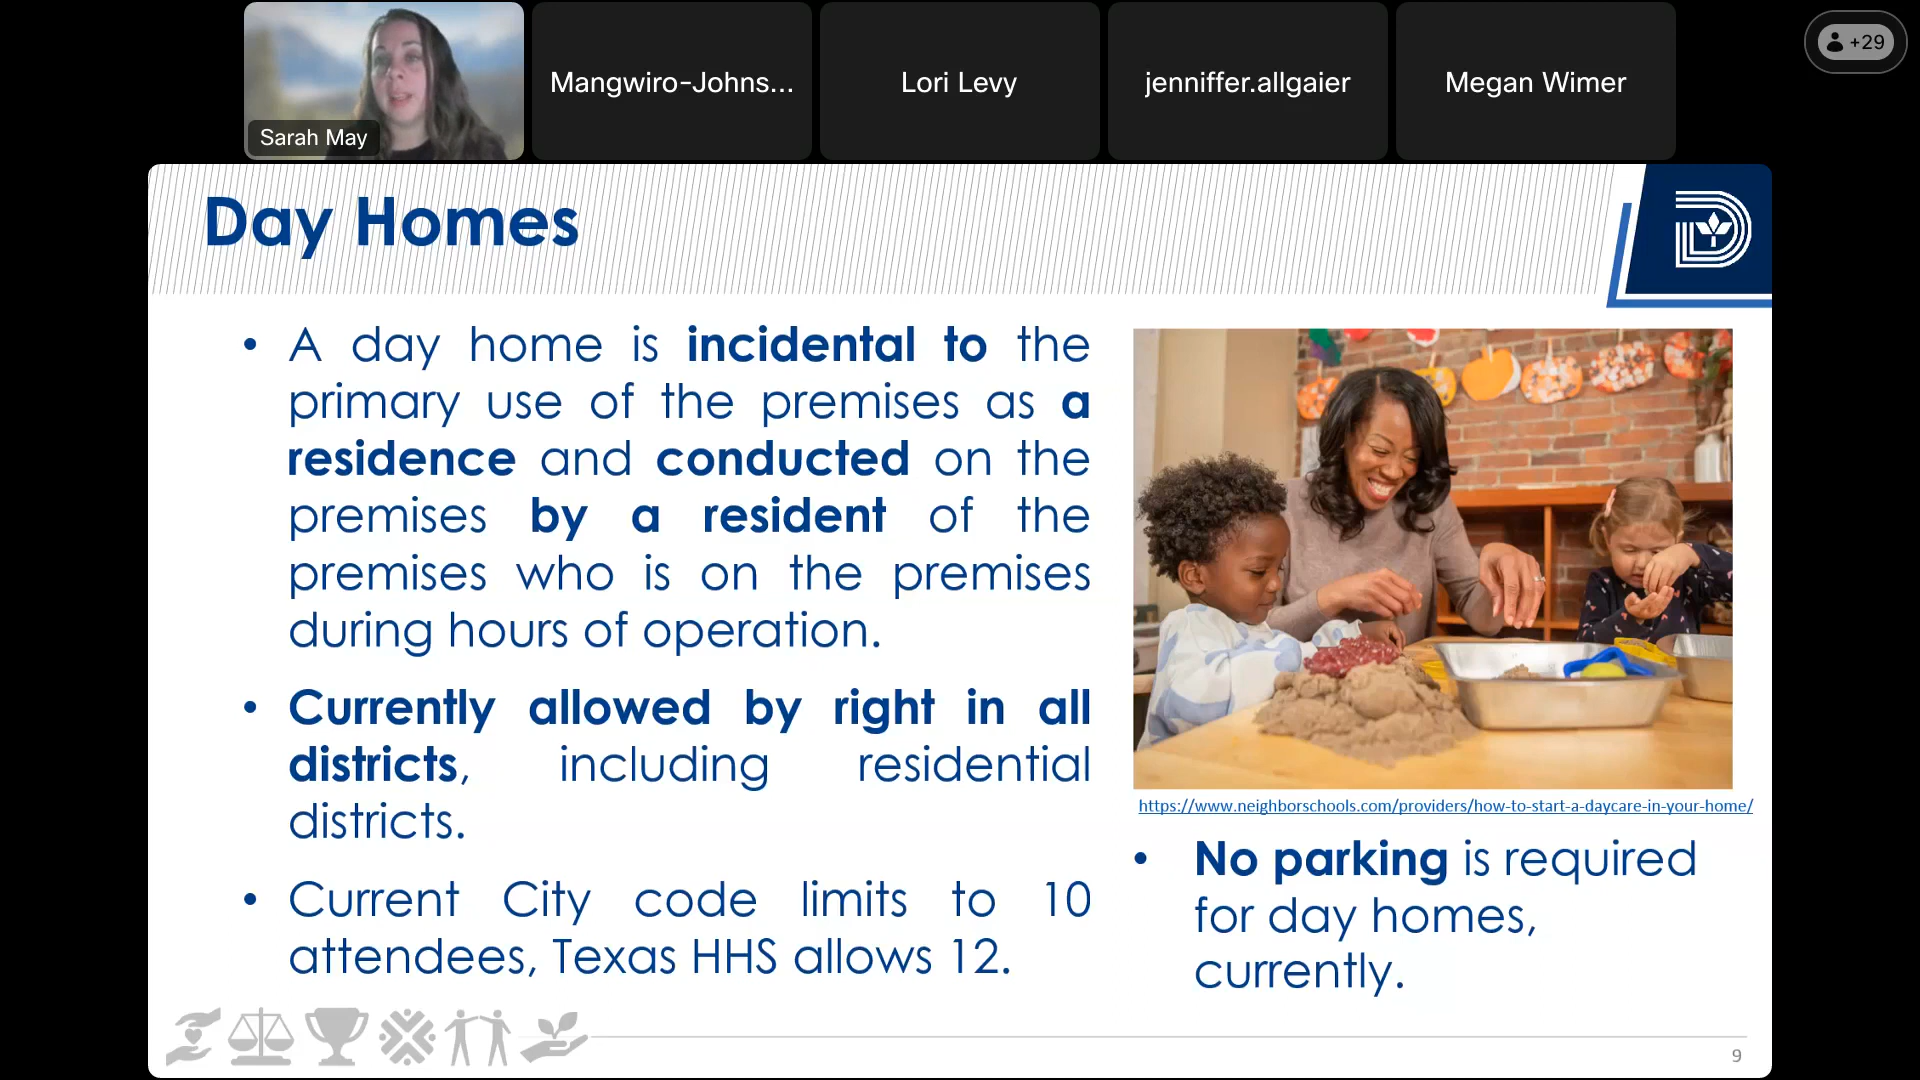 Sarah May
Mangwiro-Johns...
Lori Levy
jenniffer.allgaier
Megan Wimer
+29
Day Homes
• A day home is incidental to the
primary use of the premises as a
residence and conducted on the
premises by a resident of the
premises who is on the premises
during hours of operation.
• Currently allowed by right in all
districts, including residential
districts.
• Current City code limits to 10
attendees, Texas HHS allows 12.
https://www.neighborschools.com/providers/how-to-start-a-daycare-in-your-home/
• No parking is required
for day homes,
currently.
9